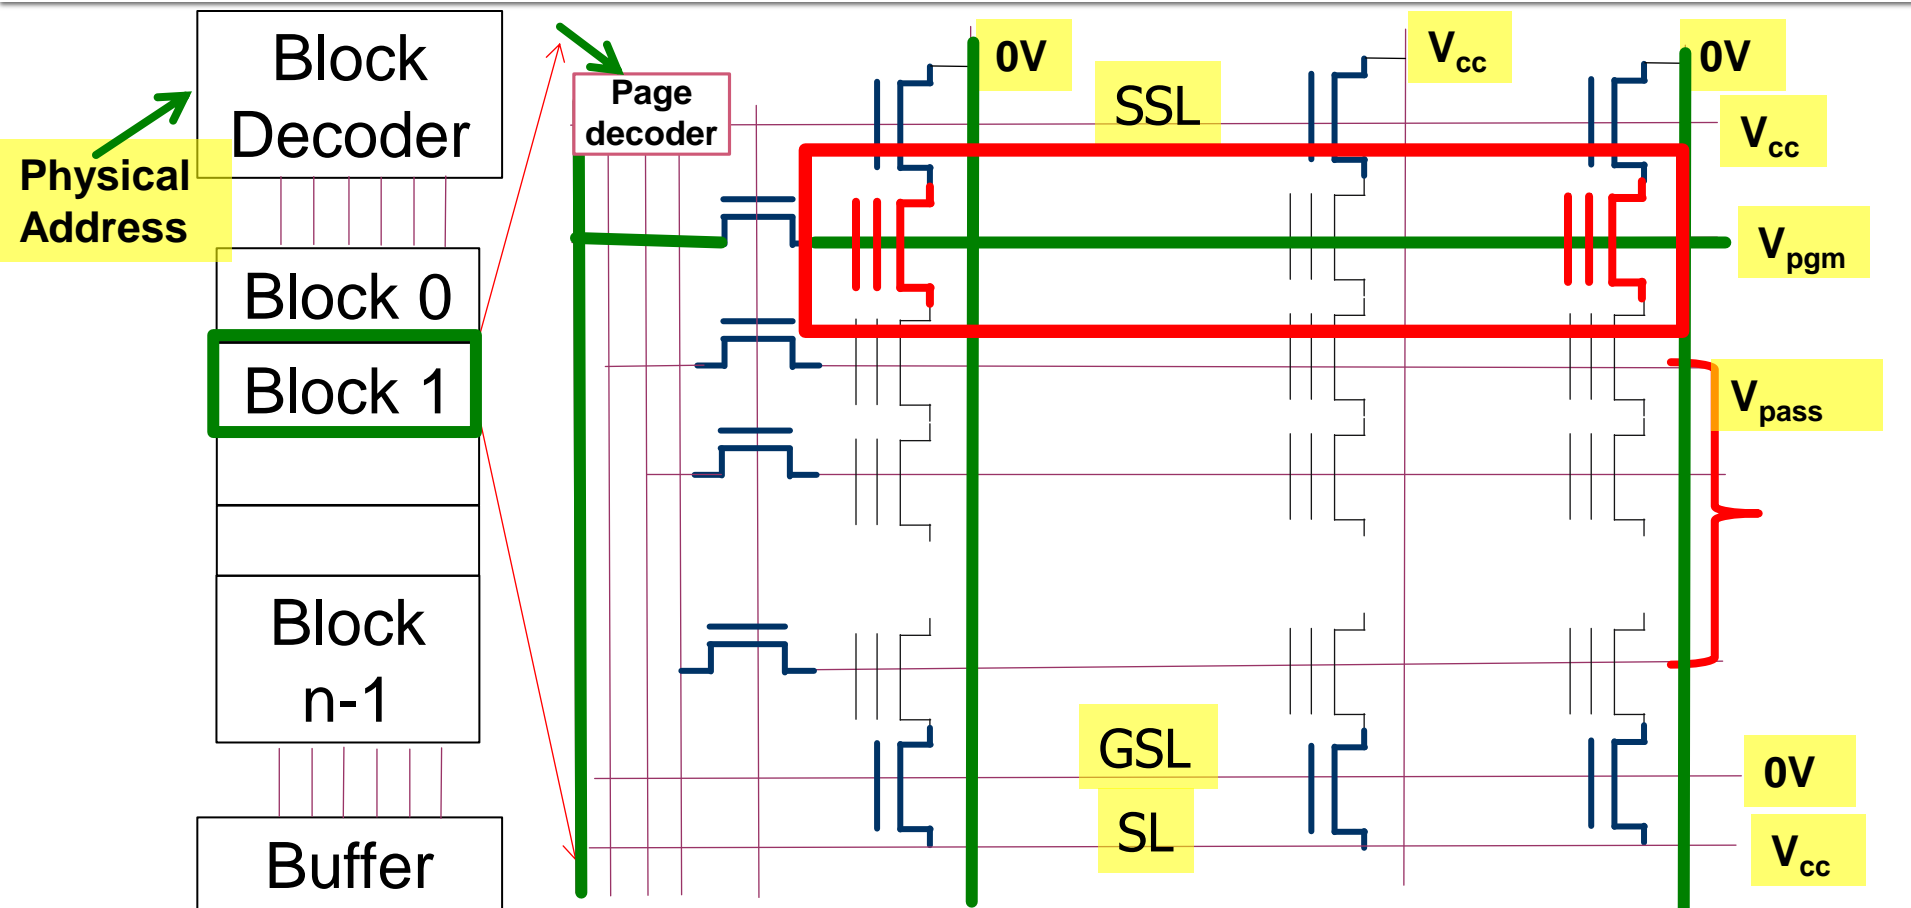 Block
Decoder
Physical
Address
Block 0
Block 1
Block
n-1
Buffer
Page
decoder
0V
Vcc
0V
SSL
Vcc
Vpgm
Vpass
GSL
0V
SL
Vcc